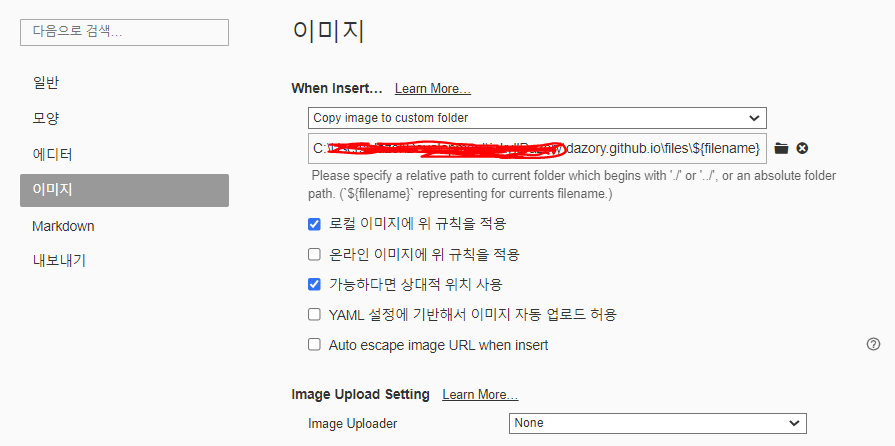 다음으로 검색...
이미지
일반
모양
에디터
이미지
Markdown
내보내기
When Insert... Learn More...
Copy image to custom folder
C:\ \dazory.github.io\files\${filename}
Please specify a relative path to current folder which begins with './' or '../', or an absolute folder
path. (`${filename}` representing for currents filename.)
로컬 이미지에 위 규칙을 적용
온라인 이미지에 위 규칙을 적용
가능하다면 상대적 위치 사용
YAML 설정에 기반해서 이미지 자동 업로드 허용
Auto escape image URL when insert
Image Upload Setting Learn More...
Image Uploader None